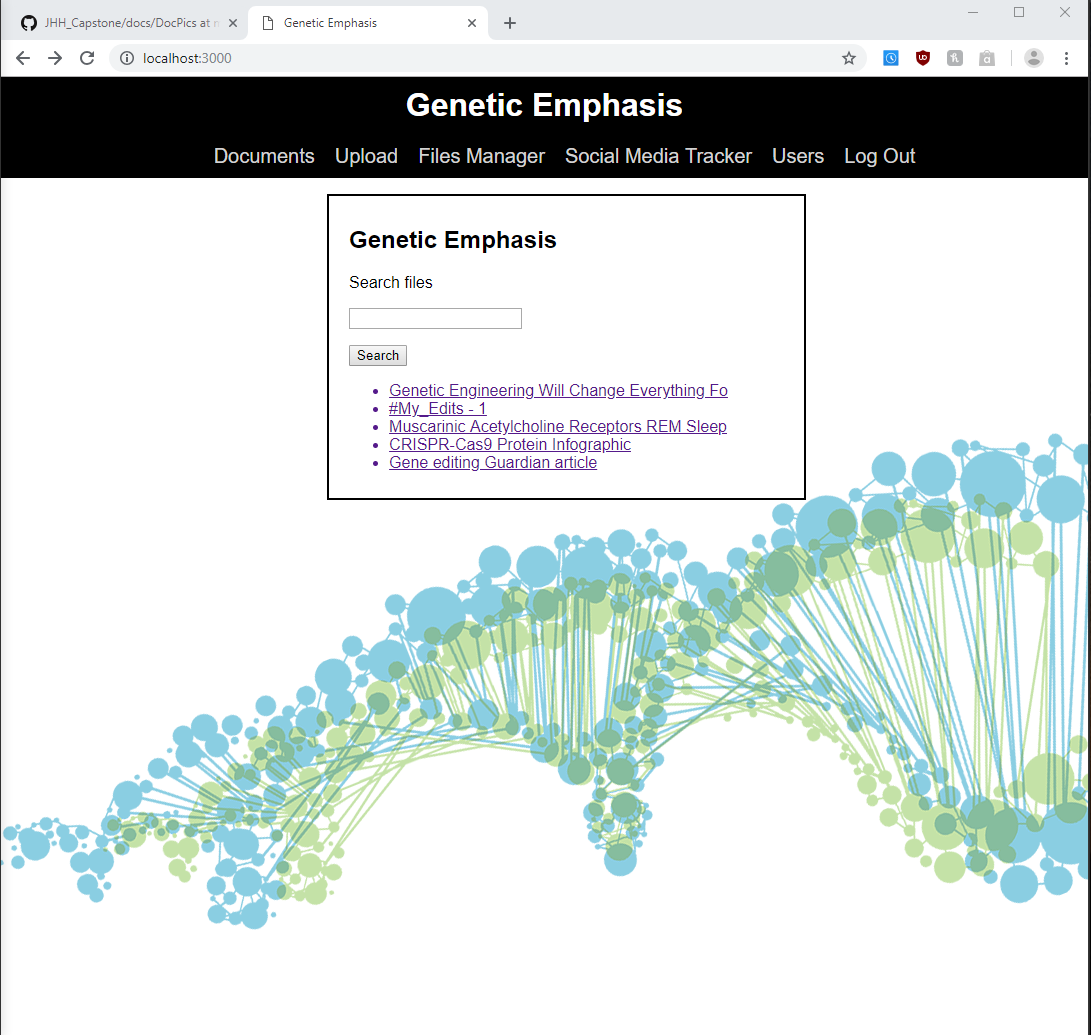 JHH_Capstone/docs/DocPics at n
Genetic Emphasis
localhost:3000
Genetic Emphasis
Documents Upload Files Manager Social Media Tracker Users Log Out
Genetic Emphasis
Search files
Search
Genetic Engineering Will Change Everything Fo
#My_Edits - 1
Muscarinic Acetylcholine Receptors REM Sleep
CRISPR-Cas9 Protein Infographic
Gene editing Guardian article